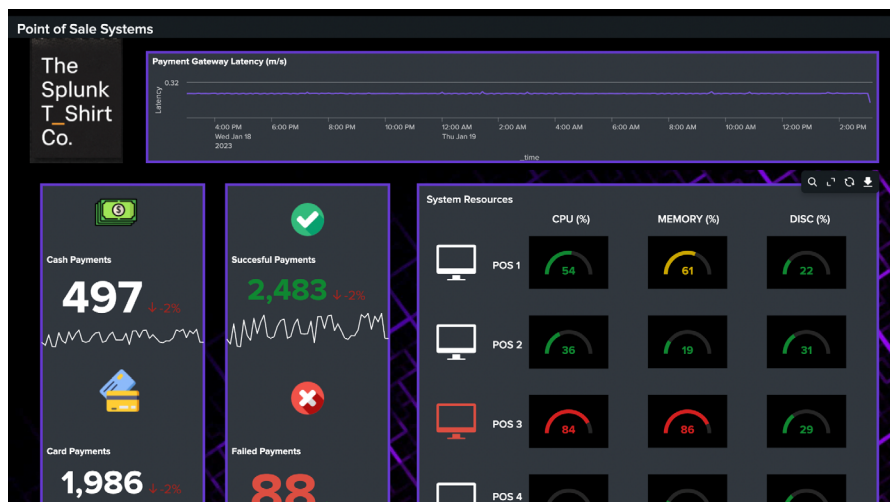 Point of Sale Systems
The
Splunk
T_Shirt
Co.
Payment Gateway Latency (m/s)
0.32
Latency
4:00 PM 6:00 PM 8:00 PM 10:00 PM 12:00 AM 2:00 AM 4:00 AM 6:00 AM 8:00 AM 10:00 AM 12:00 PM 2:00 PM
Wed Jan 18 Thu Jan 19
2023
_time
Cash Payments
497 ↓ -2%
Card Payments
1,986 ↓ -2%
Succesful Payments
2,483 ↓ -2%
Failed Payments
88
System Resources
CPU (%) MEMORY (%) DISC (%)
POS 1 54 61 22
POS 2 36 19 31
POS 3 84 86 29
POS 4